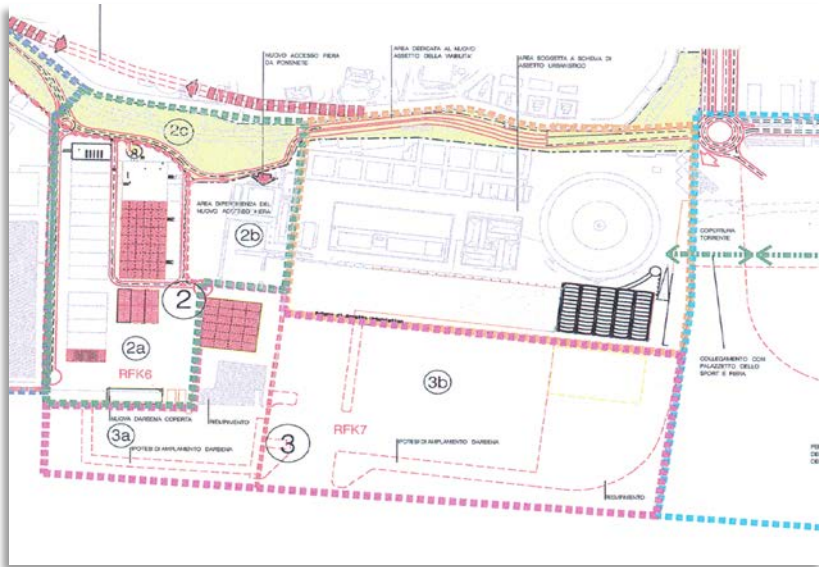 NUOVO ACCESSO FIERA
DA PONENTE
AREA DEDICATA AL NUOVO
ASSETTO DELLA VIABILITA'
AREA SOGGETTA A SCHEMA DI
ASSETTO URBANISTICO
2c
AREA DI PERTINENZA DEL
NUOVO ACCESSO FIERA
2b
COPERTURA
TORRENTE
2
2a
RFK6
3b
COLLEGAMENTO CON
PALAZZETTO DELLO
SPORT E FIERA
NUOVA DARSENA COPERTA
RIEMPIMENTO
RFK7
3a
3
IPOTESI DI AMPLIAMENTO DARSENA
IPOTESI DI AMPLIAMENTO DARSENA
RIEMPIMENTO